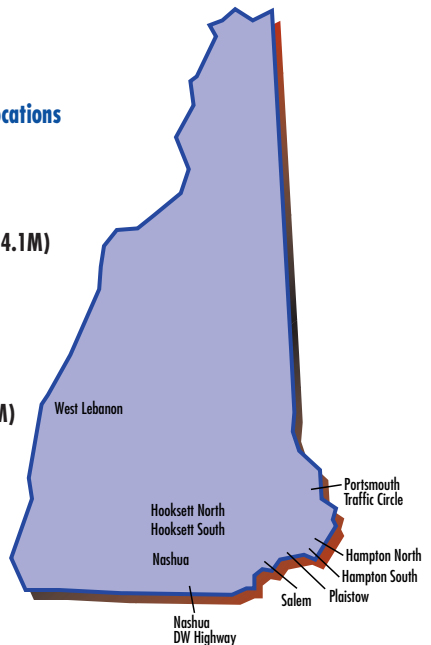 4.1M)
M)
West Lebanon
Portsmouth
Traffic Circle
Hooksett North
Hooksett South
Nashua
Hampton North
Hampton South
Plaistow
Salem
Nashua
DW Highway